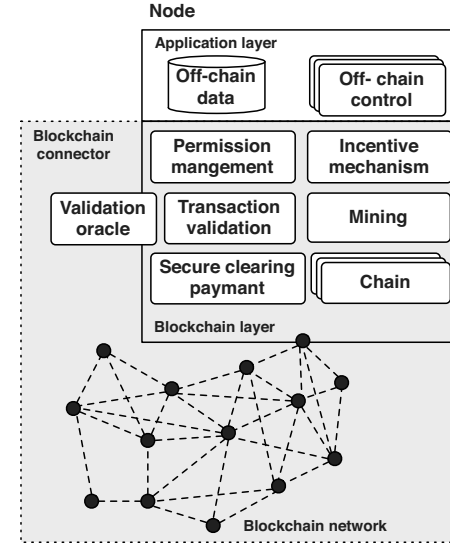 Node
Application layer
Off-chain
data
Off- chain
control
Blockchain
connector
Permission
mangement
Incentive
mechanism
Validation
oracle
Transaction
validation
Mining
Secure clearing
paymant
Chain
Blockchain layer
Blockchain network